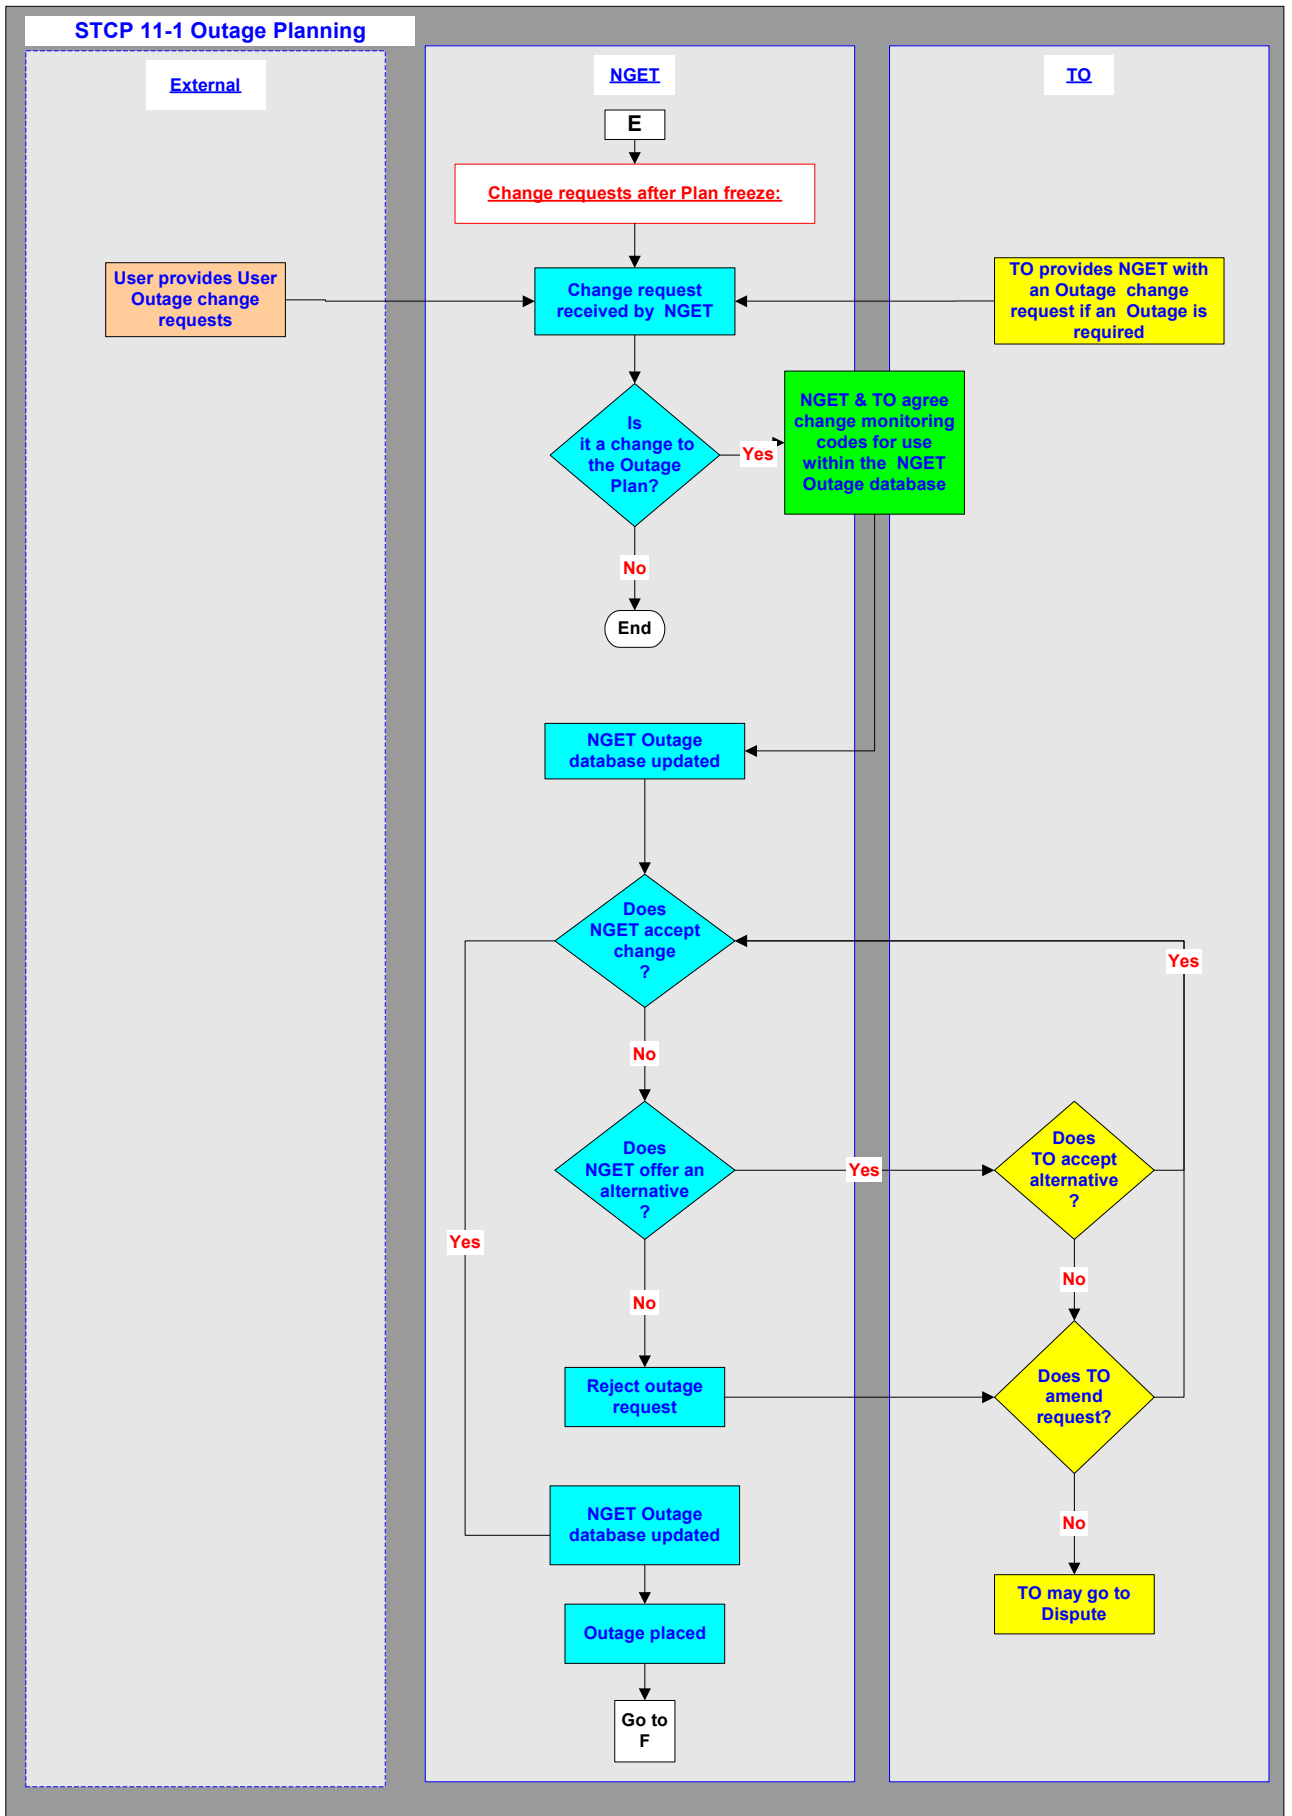 STCP 11-1 Outage Planning
External
NGET
TO
E
Change requests after Plan freeze:
User provides User
Outage change
requests
Change request
received by NGET
TO provides NGET with
an Outage change
request if an Outage is
required
Is
it a change to
the Outage
Plan?
Yes
NGET & TO agree
change monitoring
codes for use
within the NGET
Outage database
No
End
NGET Outage
database updated
Does
NGET accept
change
?
Yes
No
Does
NGET offer an
alternative
?
Yes
Does
TO accept
alternative
?
Yes
No
No
Reject outage
request
Does TO
amend
request?
NGET Outage
database updated
No
TO may go to
Dispute
Outage placed
Go to
F